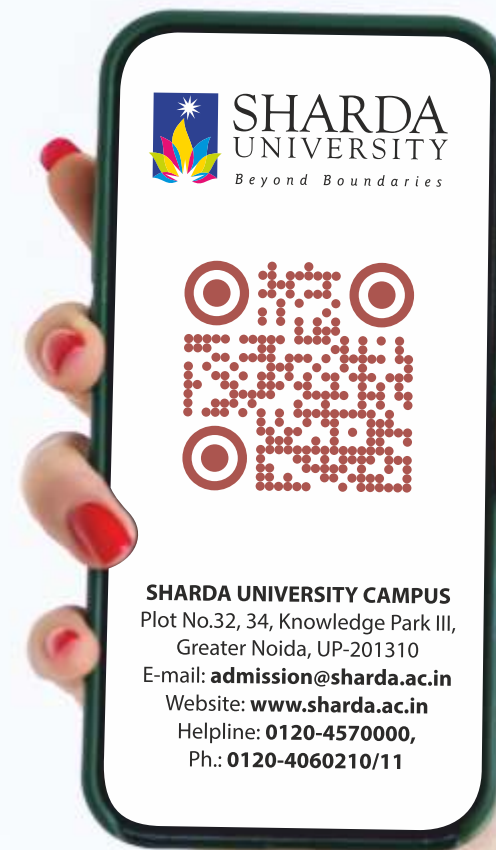 SHARDA
UNIVERSITY
Beyond Boundaries
SHARDA UNIVERSITY CAMPUS
Plot No.32, 34, Knowledge Park III,
Greater Noida, UP-201310
E-mail: admission@sharda.ac.in
Website: www.sharda.ac.in
Helpline: 0120-4570000,
Ph.: 0120-4060210/11